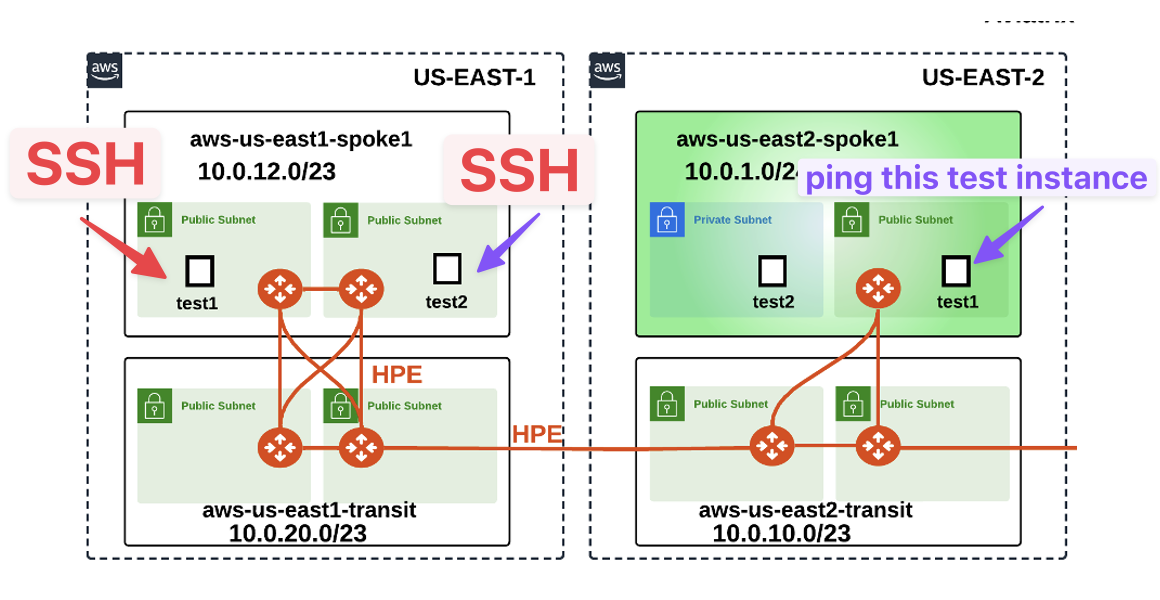 aws
US-EAST-1
aws-us-east1-spoke1
10.0.12.0/23
SSH
SSH
Public Subnet
Public Subnet
test1
test2
HPE
Public Subnet
Public Subnet
HPE
aws-us-east1-transit
10.0.20.0/23
aws
US-EAST-2
aws-us-east2-spoke1
10.0.1.0/24
ping this test instance
Private Subnet
Public Subnet
test2
test1
Public Subnet
Public Subnet
aws-us-east2-transit
10.0.10.0/23